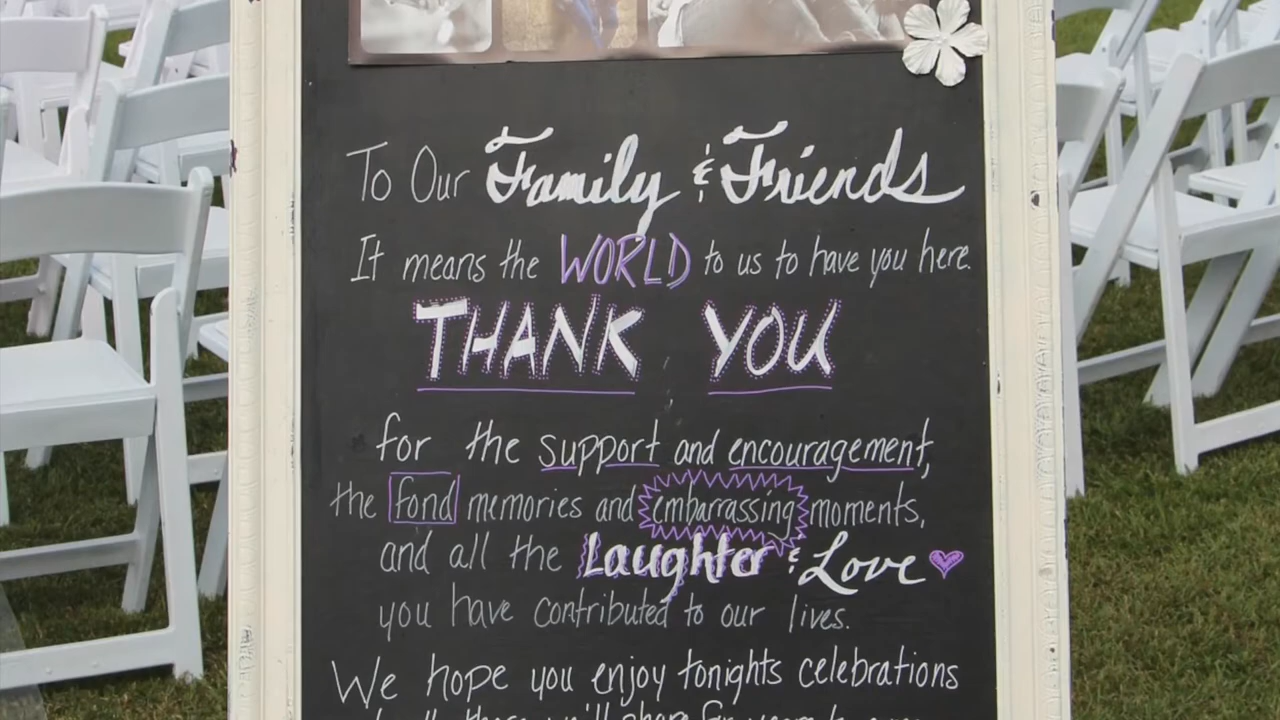 To Our Family & Friends
It means the WORLD to us to have you here.
THANK YOU
for the support and encouragement,
the fond memories and embarrassing moments,
and all the Laughter & Love
you have contributed to our lives.
We hope you enjoy tonights celebrations